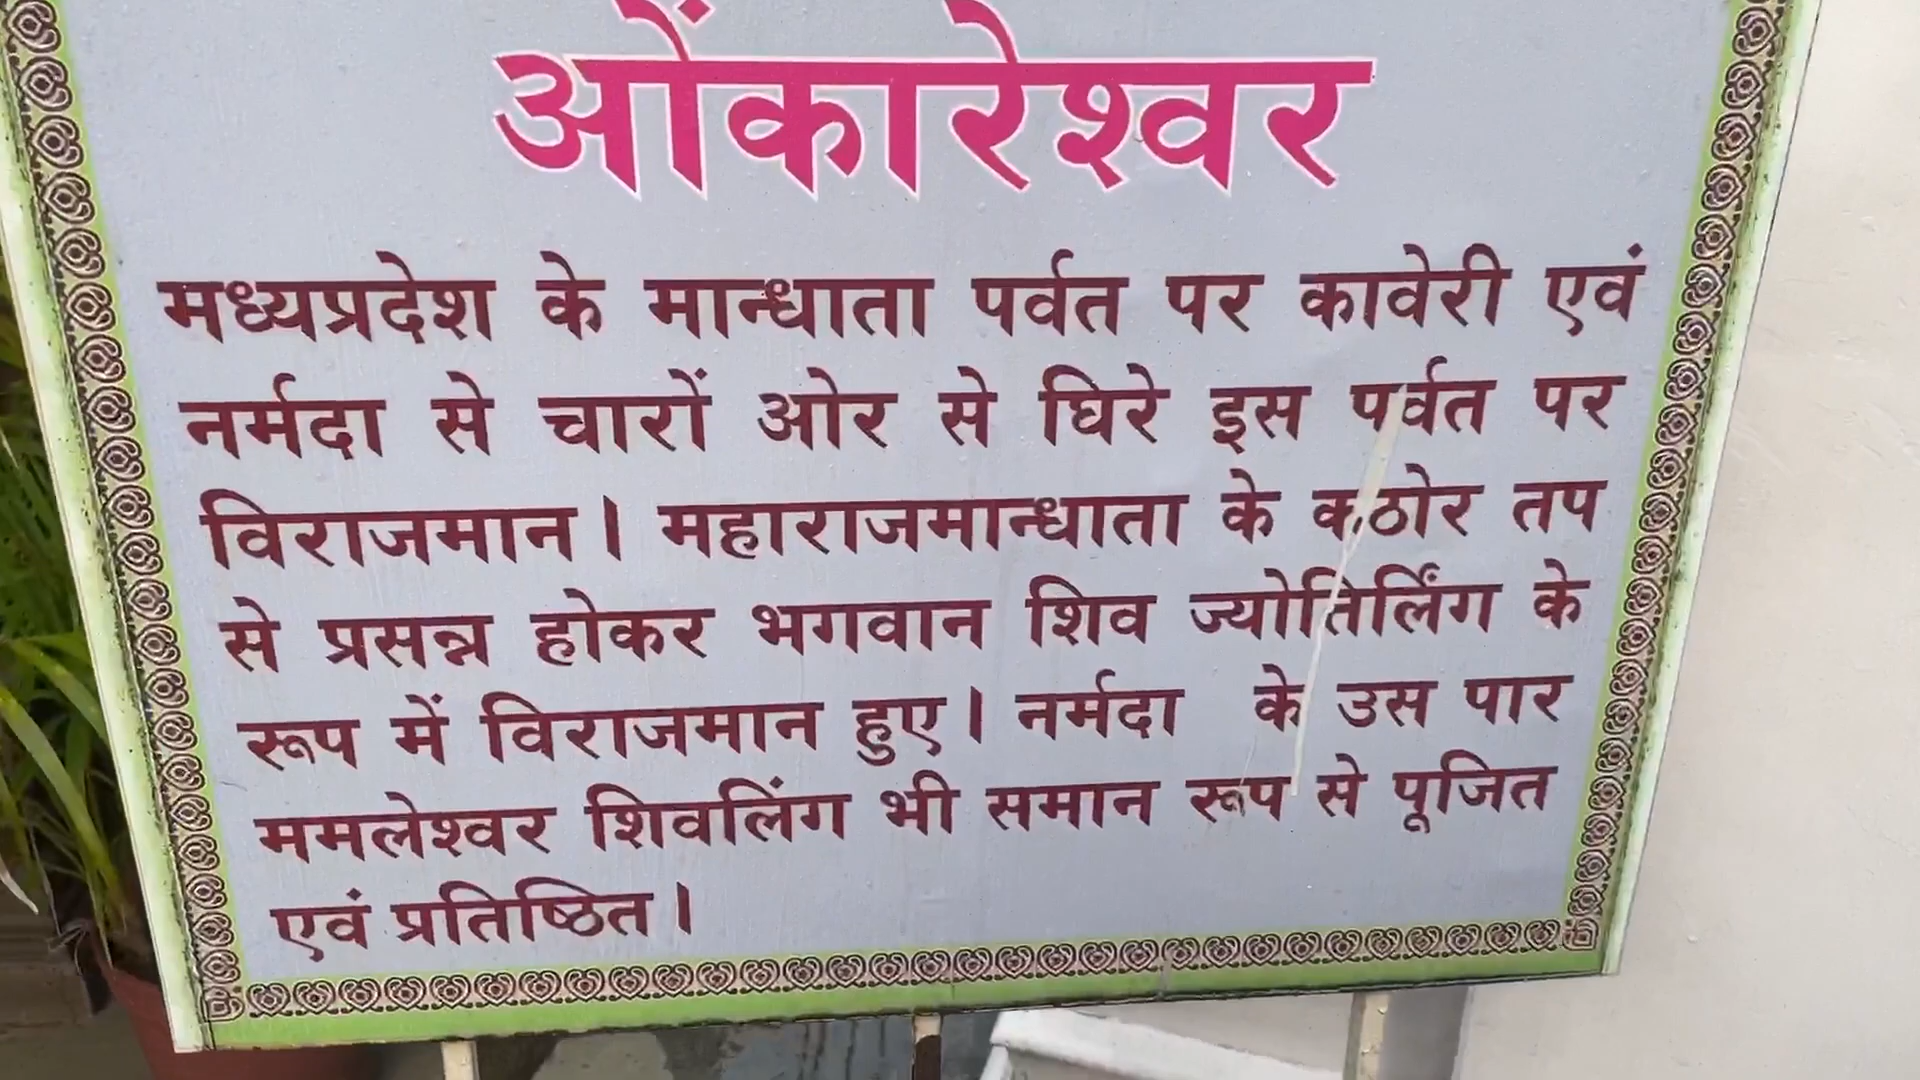 ओंकारेश्वर
मध्यप्रदेश के मान्धाता पर्वत पर कावेरी एवं
नर्मदा से चारों ओर से घिरे इस पर्वत पर
विराजमान। महाराजमान्धाता के कठोर तप
से प्रसन्न होकर भगवान शिव ज्योतिर्लिंग के
रूप में विराजमान हुए। नर्मदा के उस पार
ममलेश्वर शिवलिंग भी समान रूप से पूजित
एवं प्रतिष्ठित।